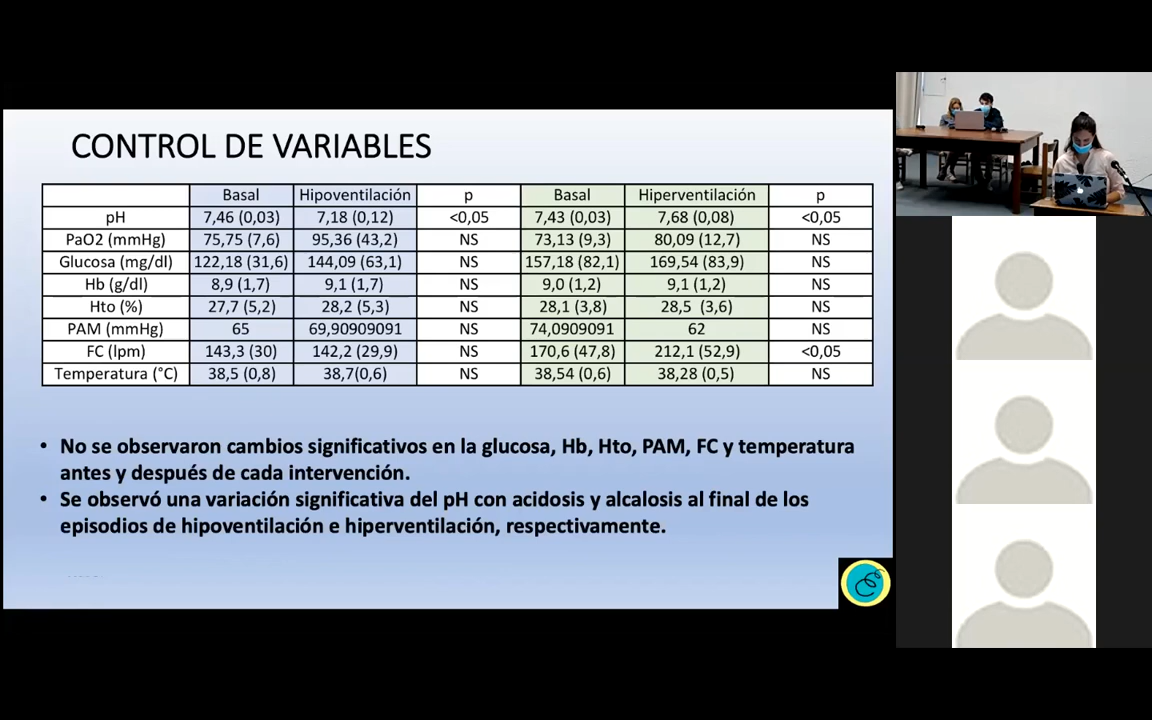 CONTROL DE VARIABLES
Basal Hipoventilación p Basal Hiperventilación p
pH 7,46 (0,03) 7,18 (0,12) <0,05 7,43 (0,03) 7,68 (0,08) <0,05
PaO2 (mmHg) 75,75 (7,6) 95,36 (43,2) NS 73,13 (9,3) 80,09 (12,7) NS
Glucosa (mg/dl) 122,18 (31,6) 144,09 (63,1) NS 157,18 (82,1) 169,54 (83,9) NS
Hb (g/dl) 8,9 (1,7) 9,1 (1,7) NS 9,0 (1,2) 9,1 (1,2) NS
Hto (%) 27,7 (5,2) 28,2 (5,3) NS 28,1 (3,8) 28,5 (3,6) NS
PAM (mmHg) 65 69,90909091 NS 74,0909091 62 NS
FC (lpm) 143,3 (30) 142,2 (29,9) NS 170,6 (47,8) 212,1 (52,9) <0,05
Temperatura (°C) 38,5 (0,8) 38,7(0,6) NS 38,54 (0,6) 38,28 (0,5) NS
• No se observaron cambios significativos en la glucosa, Hb, Hto, PAM, FC y temperatura
antes y después de cada intervención.
• Se observó una variación significativa del pH con acidosis y alcalosis al final de los
episodios de hipoventilación e hiperventilación, respectivamente.